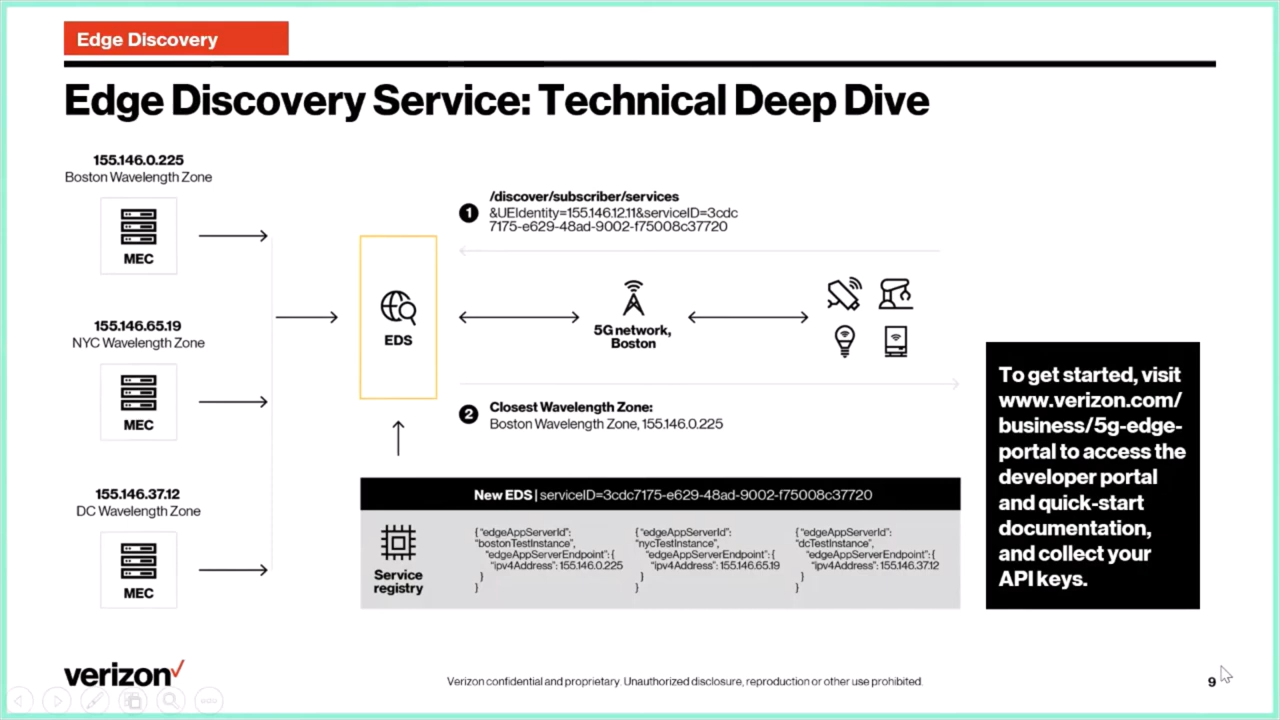 Edge Discovery
Edge Discovery Service: Technical Deep Dive
155.146.0.225
Boston Wavelength Zone
MEC
155.146.65.19
NYC Wavelength Zone
MEC
155.146.37.12
DC Wavelength Zone
MEC
EDS
1
/discover/subscriber/services
&UEIdentity=155.146.12.11&serviceID=3cdc
7175-e629-48ad-9002-f75008c37720
5G network,
Boston
2
Closest Wavelength Zone:
Boston Wavelength Zone, 155.146.0.225
New EDS | serviceID=3cdc7175-e629-48ad-9002-f75008c37720
Service
registry
{ "edgeAppServerId":
"bostonTestInstance",
"edgeAppServerEndpoint": {
"ipv4Address": 155.146.0.225
}
}
{ "edgeAppServerId":
"nycTestInstance",
"edgeAppServerEndpoint": {
"ipv4Address": 155.146.65.19
}
}
{ "edgeAppServerId":
"dcTestInstance",
"edgeAppServerEndpoint": {
"ipv4Address": 155.146.37.12
}
}
To get started, visit
www.verizon.com/
business/5g-edge-
portal to access the
developer portal
and quick-start
documentation,
and collect your
API keys.
verizon
Verizon confidential and proprietary. Unauthorized disclosure, reproduction or other use prohibited.
9